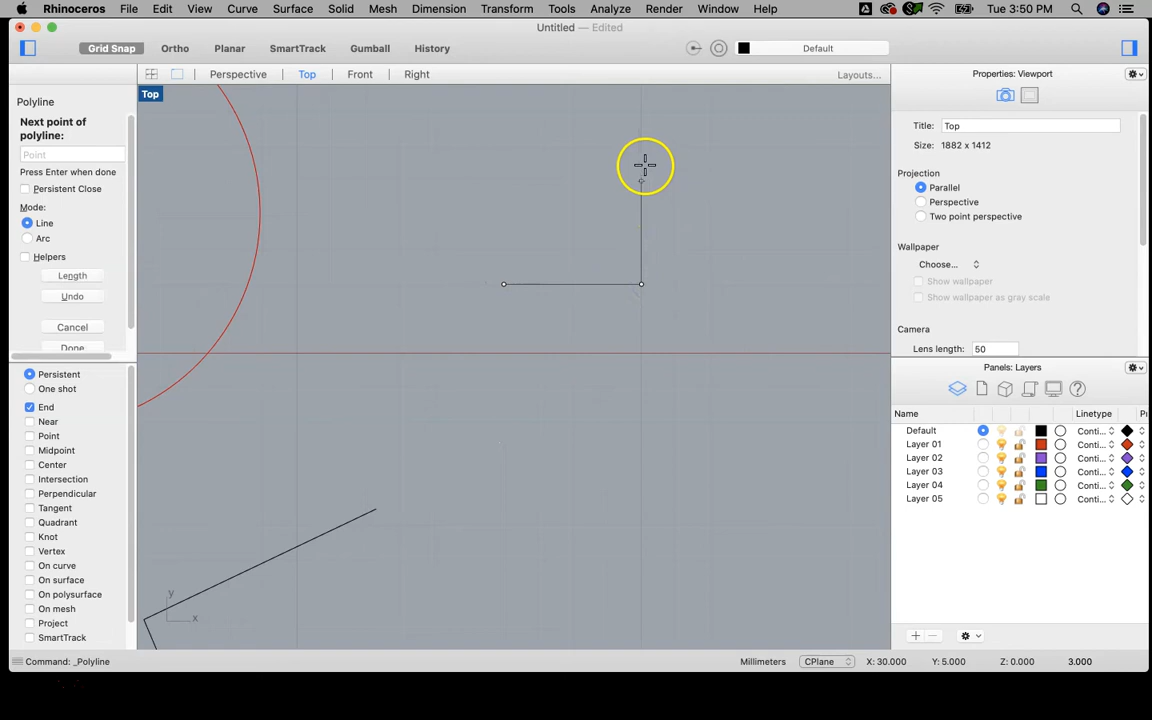 Rhinoceros File Edit View Curve Surface Solid Mesh Dimension Transform Tools Analyze Render Window Help Tue 3:50 PM
Untitled — Edited
Grid Snap Ortho Planar SmartTrack Gumball History Default
Perspective Top Front Right Layouts... Properties: Viewport
Top
Polyline
Next point of
polyline:
Point
Press Enter when done
Persistent Close
Mode:
Line
Arc
Helpers
Length
Undo
Cancel
Done
Persistent
One shot
End
Near
Point
Midpoint
Center
Intersection
Perpendicular
Tangent
Quadrant
Knot
Vertex
On curve
On surface
On polysurface
On mesh
Project
SmartTrack
y
x
Title: Top
Size: 1882 x 1412
Projection
Parallel
Perspective
Two point perspective
Wallpaper
Choose...
Show wallpaper
Show wallpaper as gray scale
Camera
Lens length: 50
Panels: Layers
Name Linetype Pi
Default Conti...
Layer 01 Conti...
Layer 02 Conti...
Layer 03 Conti...
Layer 04 Conti...
Layer 05 Conti...
Command: _Polyline Millimeters CPlane X: 30.000 Y: 5.000 Z: 0.000 3.000